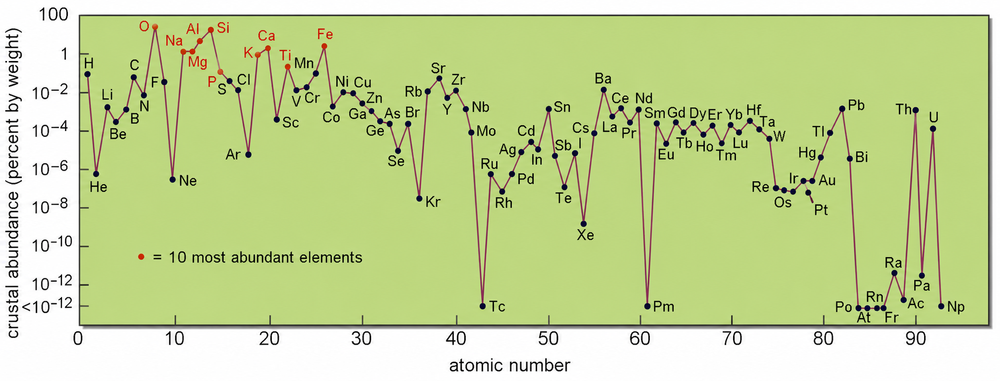 crustal abundance (percent by weight)
100
1
10⁻²
10⁻⁴
10⁻⁶
10⁻⁸
10⁻¹⁰
10⁻¹²
<10⁻¹²
H
He
Li
Be
B
C
N
O
F
Ne
Na
Mg
Al
Si
P
S
Cl
Ar
K
Ca
Sc
Ti
V
Cr
Mn
Fe
Co
Ni
Cu
Zn
Ga
Ge
As
Se
Br
Kr
Rb
Sr
Y
Zr
Nb
Mo
Tc
Ru
Rh
Pd
Ag
Cd
In
Sn
Sb
Te
I
Xe
Cs
Ba
La
Ce
Pr
Nd
Pm
Sm
Eu
Gd
Tb
Dy
Ho
Er
Tm
Yb
Lu
Hf
Ta
W
Re
Os
Ir
Pt
Au
Hg
Tl
Pb
Bi
Po
At
Rn
Fr
Ra
Ac
Th
Pa
U
Np
= 10 most abundant elements
0 10 20 30 40 50 60 70 80 90
atomic number